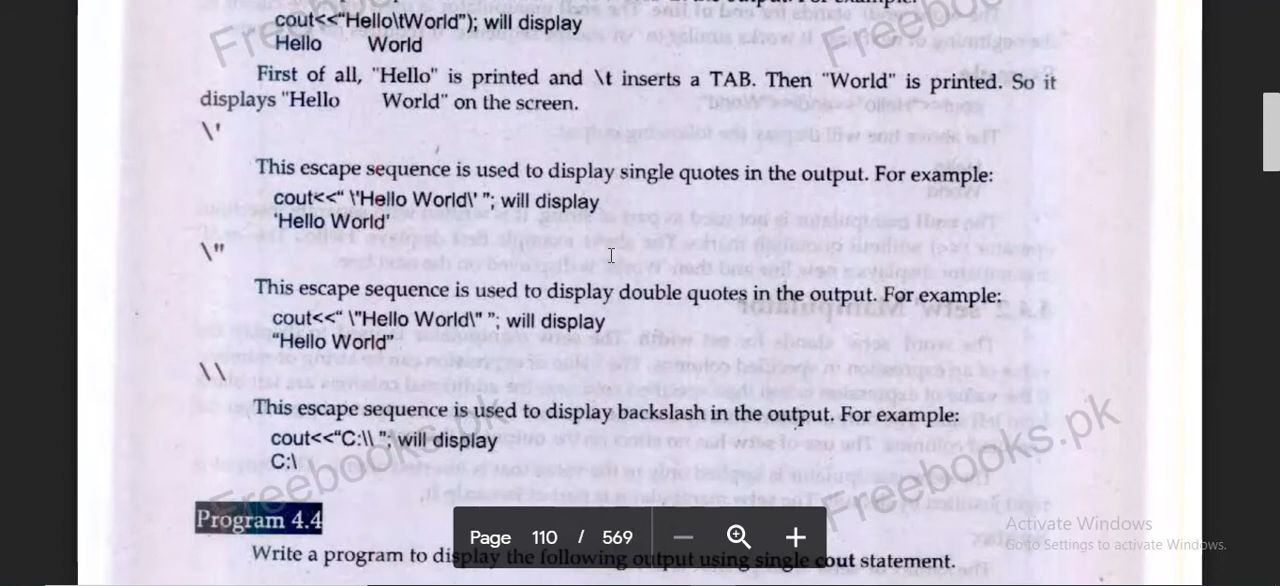 cout<<"Hello\tWorld"); will display
Hello World
First of all, "Hello" is printed and \t inserts a TAB. Then "World" is printed. So it
displays "Hello World" on the screen.
\'
This escape sequence is used to display single quotes in the output. For example:
cout<<“ \'Hello World\' ”; will display
'Hello World'
\"
This escape sequence is used to display double quotes in the output. For example:
cout<<“ \"Hello World\" ”; will display
“Hello World”
\\
This escape sequence is used to display backslash in the output. For example:
cout<<“C:\\ ”; will display
C:\
Freebooks.pk
Freebooks.pk
Program 4.4
Page 110 / 569
Activate Windows
Go to Settings to activate Windows.
Write a program to display the following output using single cout statement.